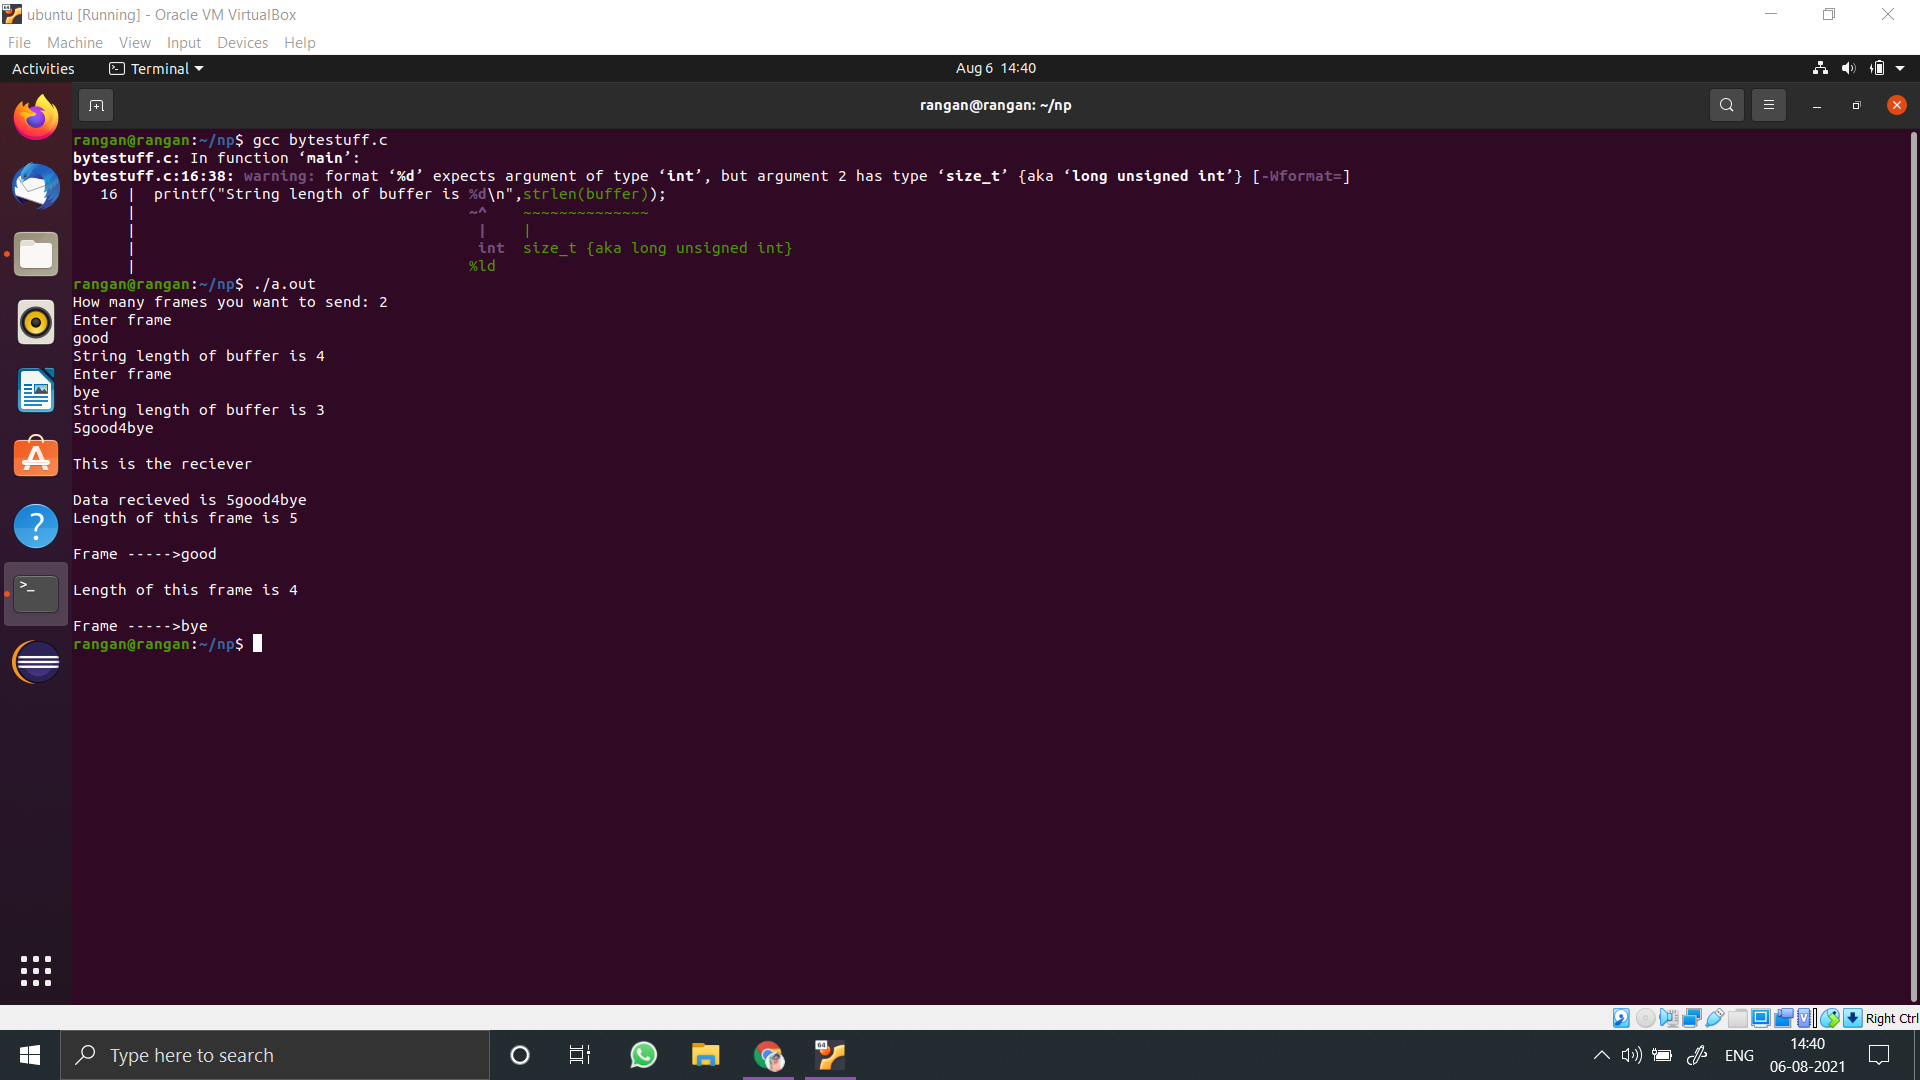 ubuntu [Running] - Oracle VM VirtualBox
File Machine View Input Devices Help
Activities Terminal Aug 6 14:40
rangan@rangan: ~/np
rangan@rangan:~/np$ gcc bytestuff.c
bytestuff.c: In function ‘main’:
bytestuff.c:16:38: warning: format ‘%d’ expects argument of type ‘int’, but argument 2 has type ‘size_t’ {aka ‘long unsigned int’} [-Wformat=]
   16 |  printf("String length of buffer is %d\n",strlen(buffer));
      |                                     ~^    ~~~~~~~~~~~~~~
      |                                      |    |
      |                                      int  size_t {aka long unsigned int}
      |                                     %ld
rangan@rangan:~/np$ ./a.out
How many frames you want to send: 2
Enter frame
good
String length of buffer is 4
Enter frame
bye
String length of buffer is 3
5good4bye
This is the reciever
Data recieved is 5good4bye
Length of this frame is 5
Frame ----->good
Length of this frame is 4
Frame ----->bye
rangan@rangan:~/np$
Right Ctrl
Type here to search
ENG
14:40
06-08-2021